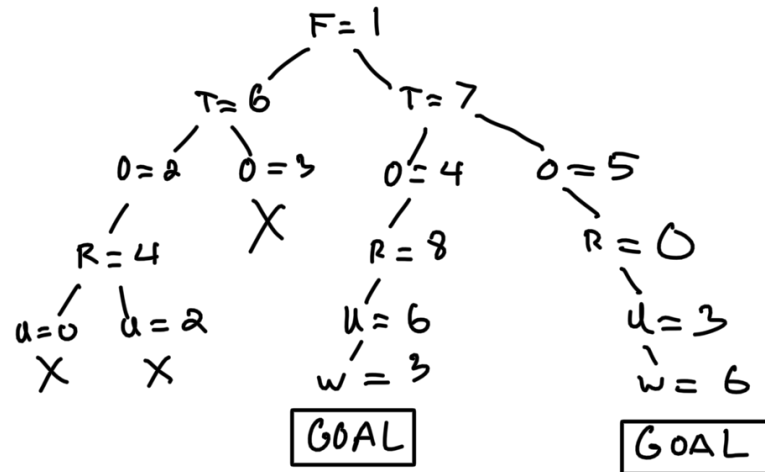 F = 1
T = 6 T = 7
O = 2 O = 3 O = 4 O = 5
X
R = 4 R = 8 R = 0
u = 0 u = 2 u = 6 u = 3
X X w = 3 w = 6
GOAL GOAL